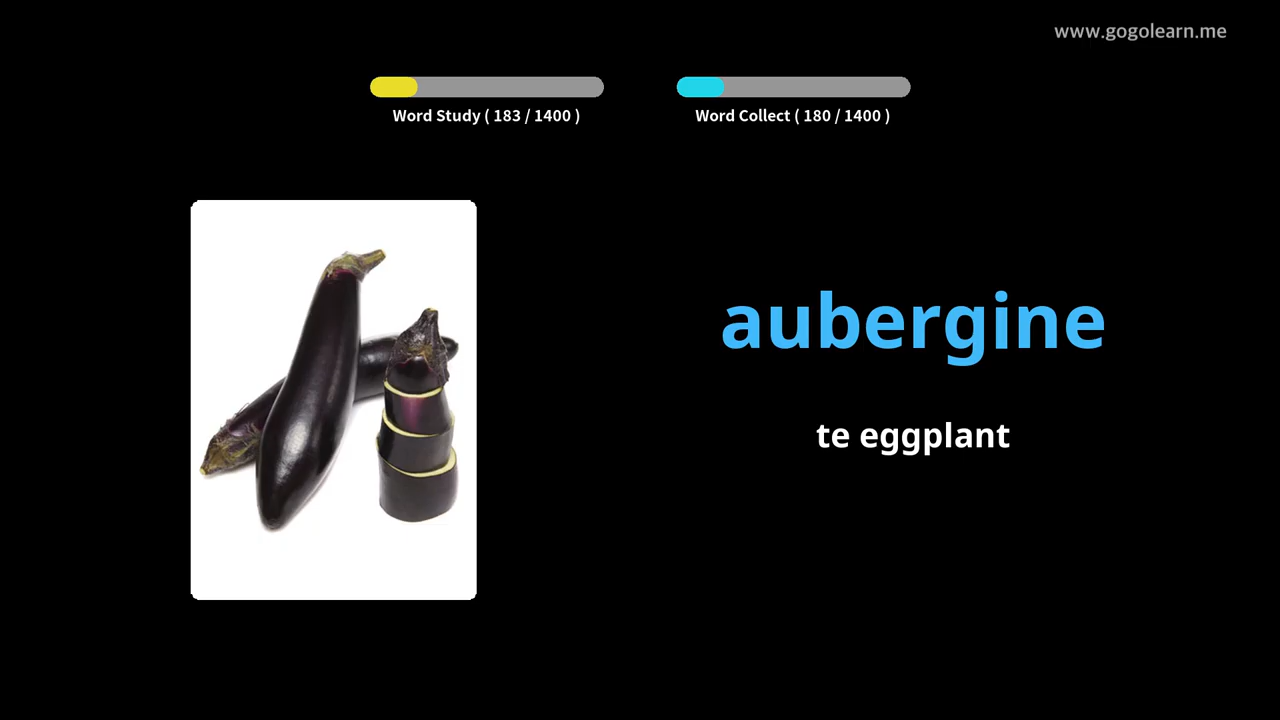 www.gogolearn.me
Word Study ( 183 / 1400 )
Word Collect ( 180 / 1400 )
aubergine
te eggplant